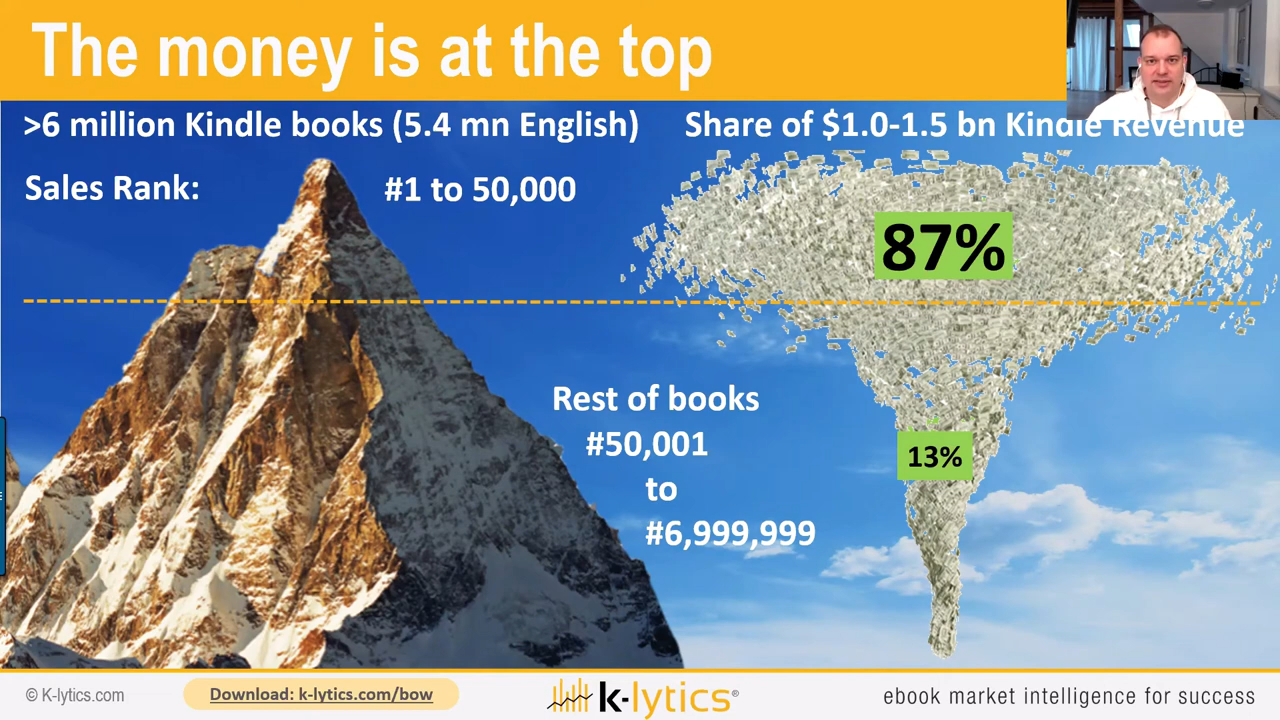 The money is at the top
>6 million Kindle books (5.4 mn English)
Share of $1.0-1.5 bn Kindle Revenue
Sales Rank:
#1 to 50,000
87%
Rest of books
#50,001
to
#6,999,999
13%
© K-lytics.com
Download: k-lytics.com/bow
k-lytics®
ebook market intelligence for success